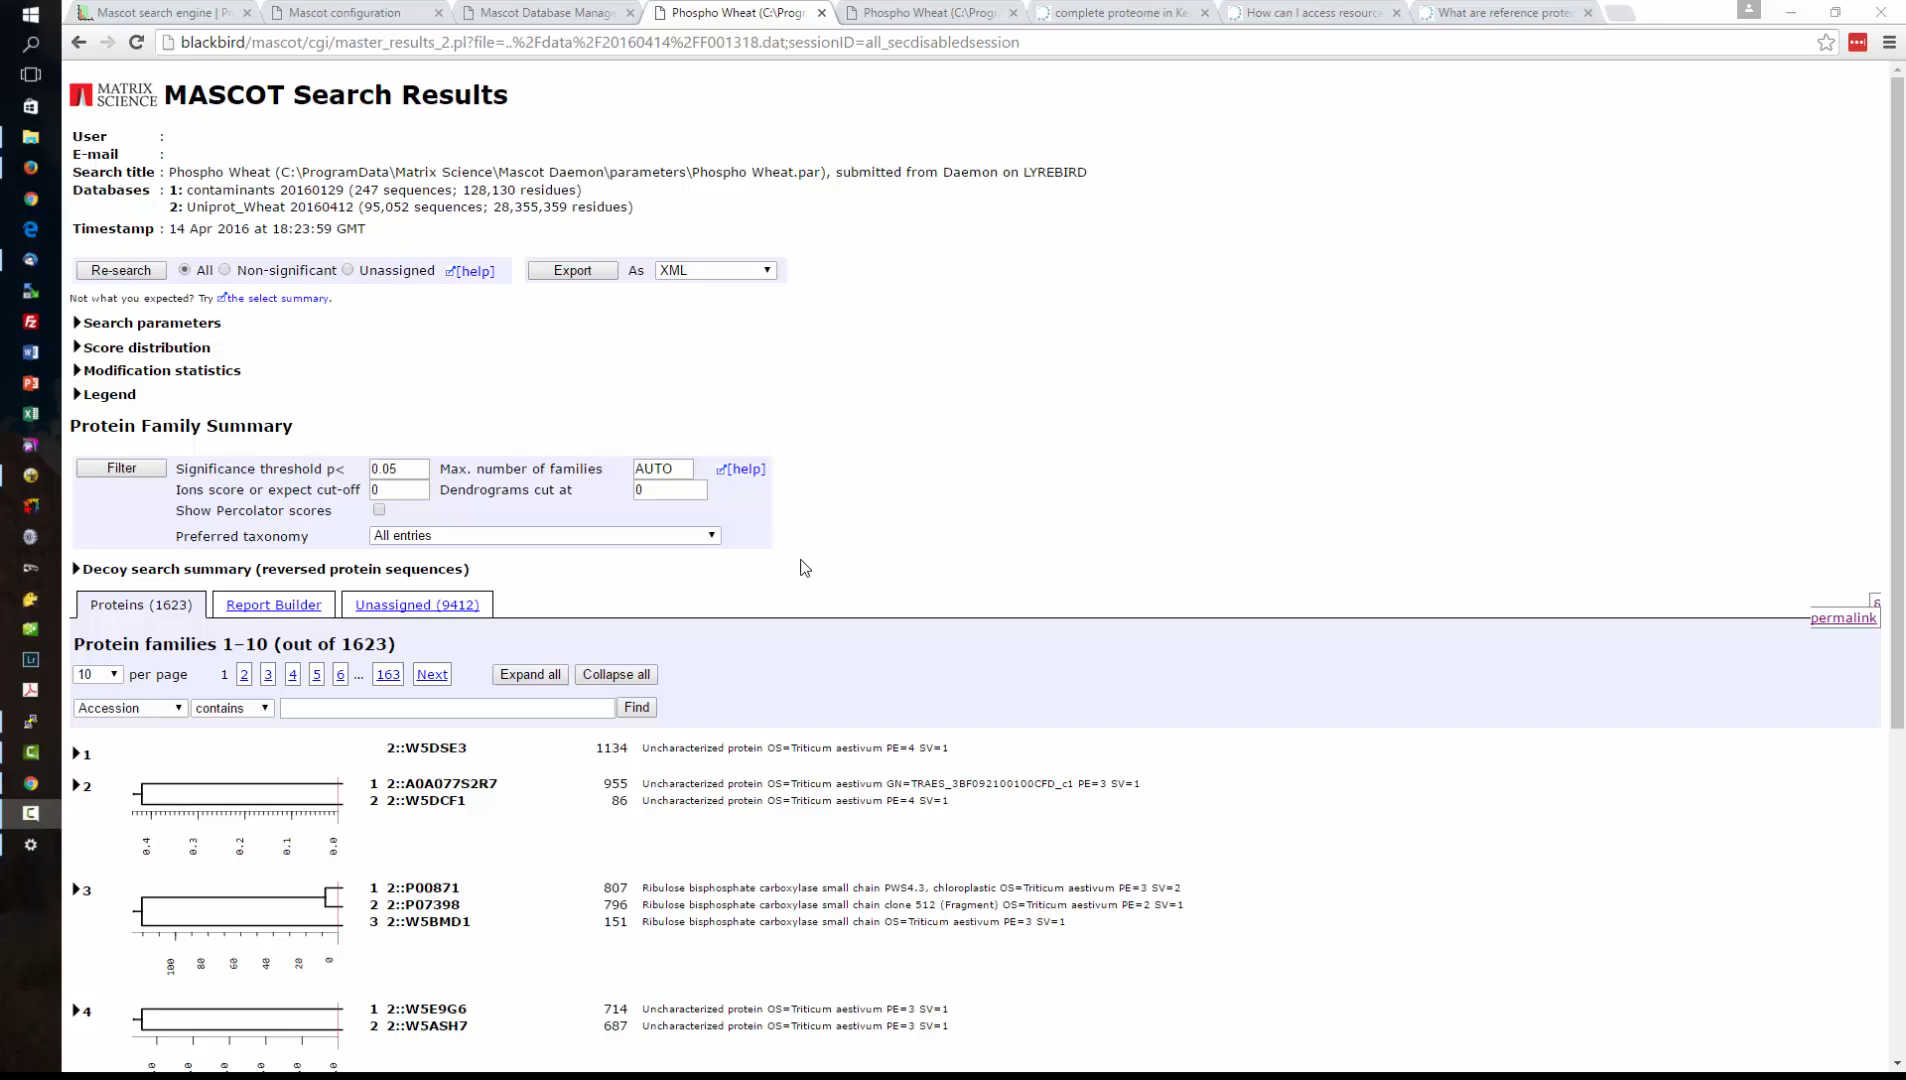 Mascot search engine | P
Mascot configuration
Mascot Database Manag
Phospho Wheat (C:\Progr
Phospho Wheat (C:\Progr
complete proteome in Ke
How can I access resourc
What are reference prote
blackbird/mascot/cgi/master_results_2.pl?file=..%2Fdata%2F20160414%2FF001318.dat;sessionID=all_secdisabledsession
MATRIX SCIENCE MASCOT Search Results
User :
E-mail :
Search title : Phospho Wheat (C:\ProgramData\Matrix Science\Mascot Daemon\parameters\Phospho Wheat.par), submitted from Daemon on LYREBIRD
Databases : 1: contaminants 20160129 (247 sequences; 128,130 residues)
2: Uniprot_Wheat 20160412 (95,052 sequences; 28,355,359 residues)
Timestamp : 14 Apr 2016 at 18:23:59 GMT
Re-search All Non-significant Unassigned [help] Export As XML
Not what you expected? Try the select summary.
Search parameters
Score distribution
Modification statistics
Legend
Protein Family Summary
Filter Significance threshold p< 0.05 Max. number of families AUTO [help]
Ions score or expect cut-off 0 Dendrograms cut at 0
Show Percolator scores
Preferred taxonomy All entries
Decoy search summary (reversed protein sequences)
Proteins (1623) Report Builder Unassigned (9412)
permalink
Protein families 1–10 (out of 1623)
10 per page 1 2 3 4 5 6 ... 163 Next Expand all Collapse all
Accession contains Find
1 2::W5DSE3 1134 Uncharacterized protein OS=Triticum aestivum PE=4 SV=1
2 1 2::A0A077S2R7 955 Uncharacterized protein OS=Triticum aestivum GN=TRAES_3BF092100100CFD_c1 PE=3 SV=1
2 2::W5DCF1 86 Uncharacterized protein OS=Triticum aestivum PE=4 SV=1
0.4 0.3 0.2 0.1 0.0
3 1 2::P00871 807 Ribulose bisphosphate carboxylase small chain PWS4.3, chloroplastic OS=Triticum aestivum PE=3 SV=2
2 2::P07398 796 Ribulose bisphosphate carboxylase small chain clone 512 (Fragment) OS=Triticum aestivum PE=2 SV=1
3 2::W5BMD1 151 Ribulose bisphosphate carboxylase small chain OS=Triticum aestivum PE=3 SV=1
100 80 60 40 20 0
4 1 2::W5E9G6 714 Uncharacterized protein OS=Triticum aestivum PE=3 SV=1
2 2::W5ASH7 687 Uncharacterized protein OS=Triticum aestivum PE=3 SV=1